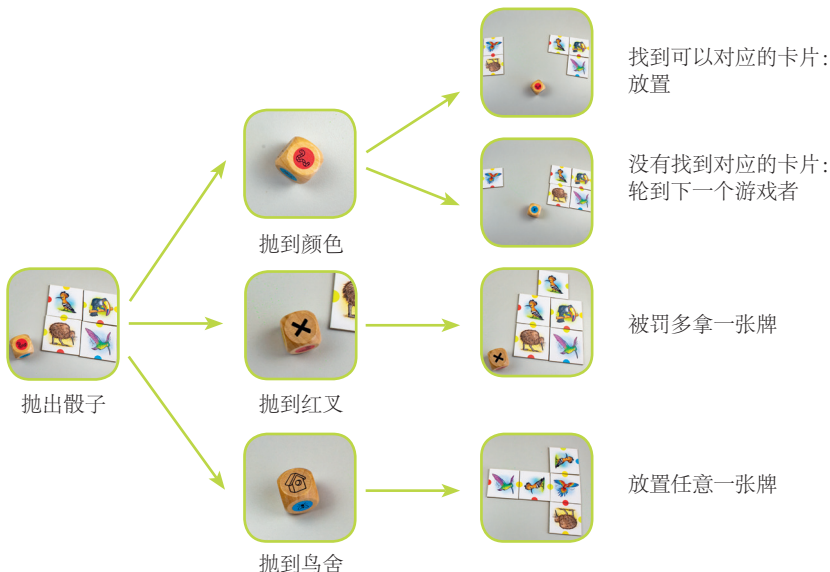 找到可以对应的卡片:
放置
没有找到对应的卡片:
轮到下一个游戏者
抛到颜色
抛出骰子
抛到红叉
被罚多拿一张牌
抛到鸟舍
放置任意一张牌